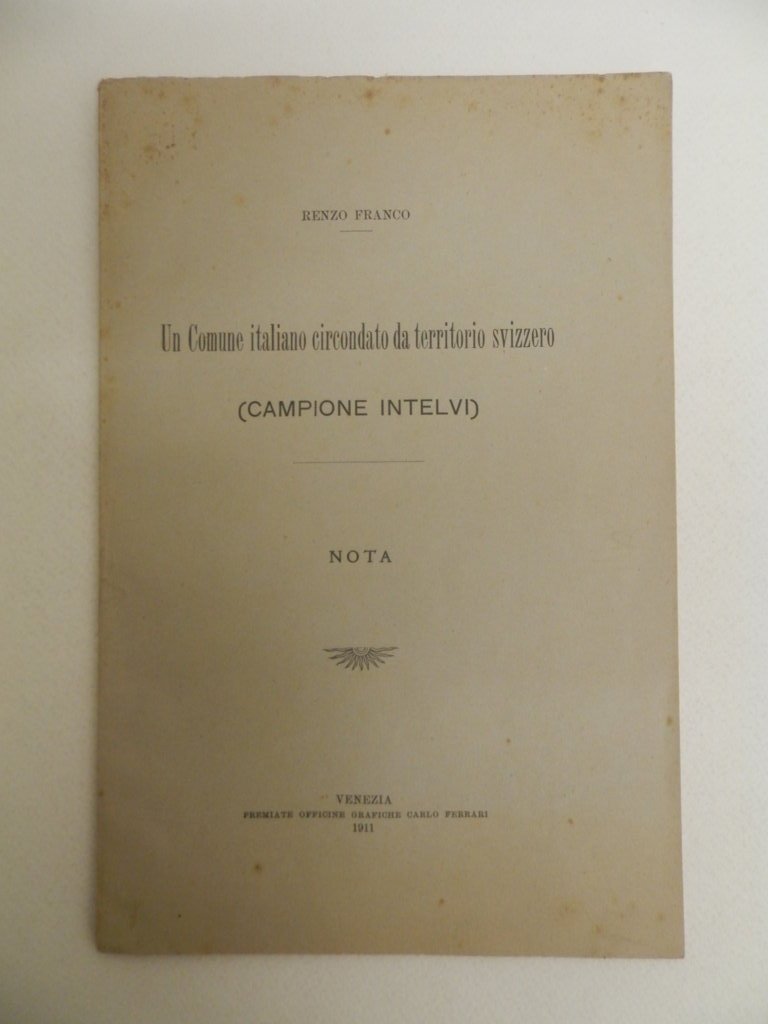 RENZO FRANCO
Un Comune italiano circondato da territorio svizzero
(CAMPIONE INTELVI)
NOTA
VENEZIA
PREMIATE OFFICINE GRAFICHE CARLO FERRARI
1911